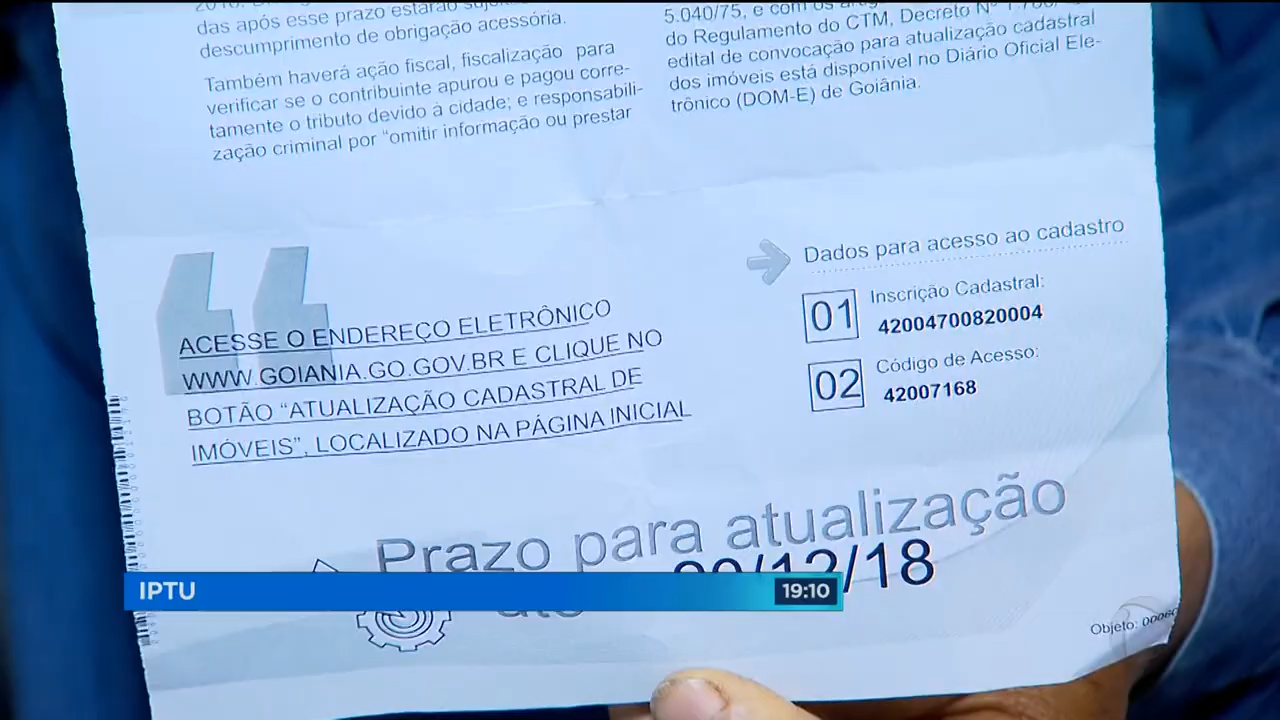 das após esse prazo estarão
descumprimento de obrigação acessória.
Também haverá ação fiscal, fiscalização para
verificar se o contribuinte apurou e pagou corre-
tamente o tributo devido à cidade; e responsabili-
zação criminal por “omitir informação ou prestar
5.040/75, e com os
do Regulamento do CTM, Decreto Nº
edital de convocação para atualização cadastral
dos imóveis está disponível no Diário Oficial Ele-
trônico (DOM-E) de Goiânia.
ACESSE O ENDEREÇO ELETRÔNICO
WWW.GOIANIA.GO.GOV.BR E CLIQUE NO
BOTÃO “ATUALIZAÇÃO CADASTRAL DE
IMÓVEIS”, LOCALIZADO NA PÁGINA INICIAL
Dados para acesso ao cadastro
01 Inscrição Cadastral:
42004700820004
02 Código de Acesso:
42007168
Prazo para atualização
/12/18
IPTU
19:10
Objeto: